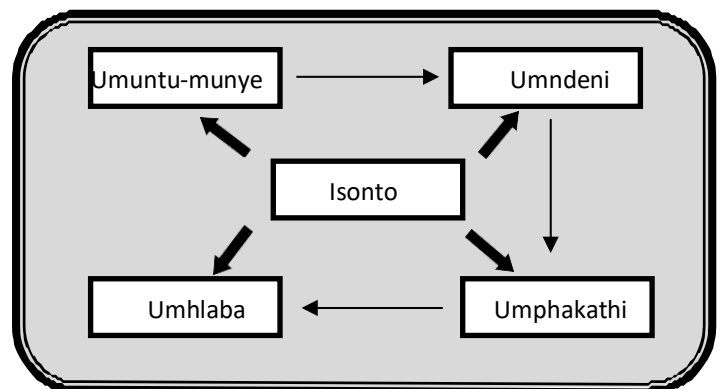 Umuntu-munye
Umndeni
Isonto
Umhlaba
Umphakathi